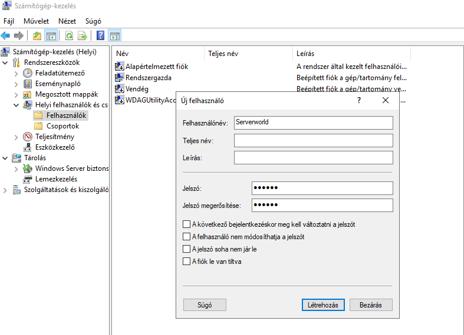 Számítógép-kezelés
Fájl Művelet Nézet Súgó
Számítógép-kezelés (Helyi)
Rendszereszközök
Feladatütemező
Eseménynapló
Megosztott mappák
Helyi felhasználók és cs
Felhasználók
Csoportok
Teljesítmény
Eszközkezelő
Tárolás
Windows Server biztons
Lemezkezelés
Szolgáltatások és kiszolgáló
Név Teljes név Leírás
Alapértelmezett fiók A rendszer által kezelt felhasználói...
Rendszergazda Beépített fiók a gép/tartomány fel...
Vendég Beépített fiók a gép/tartomány ve...
WDAGUtilityAcc
Új felhasználó
Felhasználónév: Serverworld
Teljes név:
Leírás:
Jelszó: ●●●●●●
Jelszó megerősítése: ●●●●●●
A következő bejelentkezéskor meg kell változtatni a jelszót
A felhasználó nem módosíthatja a jelszót
A jelszó soha nem jár le
A fiók le van tiltva
Súgó Létrehozás Bezárás